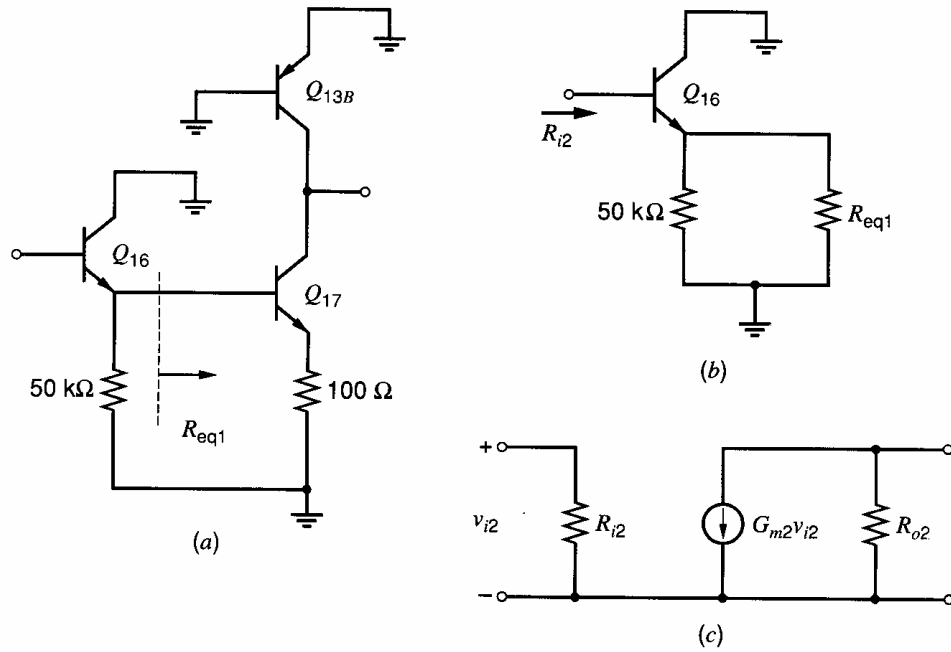 Q13B
Q16
Q17
50 kΩ
100 Ω
Req1
(a)
Q16
Ri2
50 kΩ
Req1
(b)
+
vi2
−
Ri2
Gm2vi2
Ro2
(c)